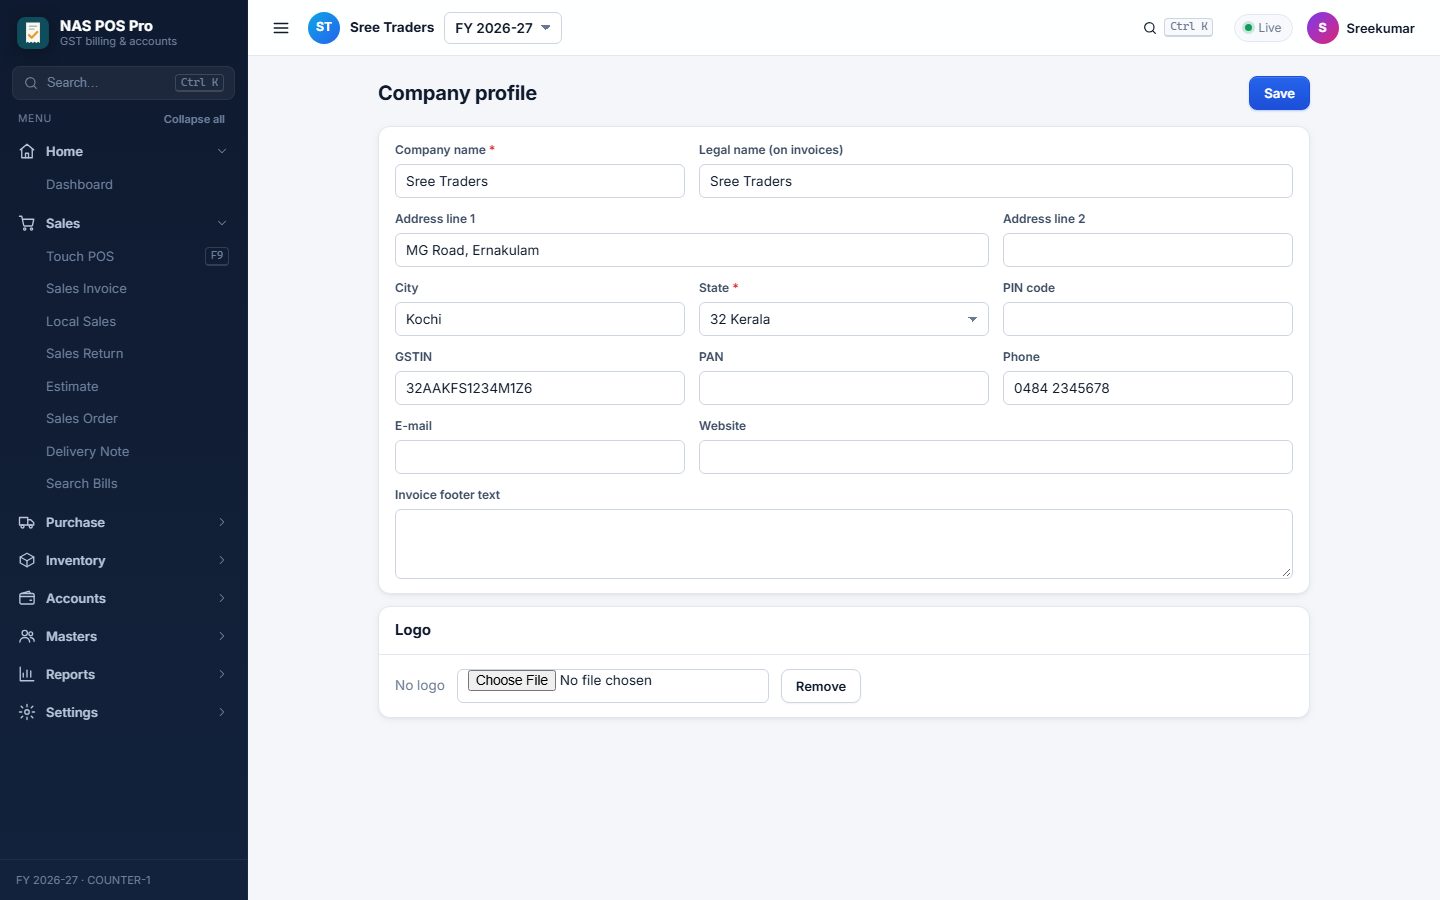 NAS POS Pro
GST billing & accounts
Search... Ctrl K
MENU Collapse all
Home
Dashboard
Sales
Touch POS F9
Sales Invoice
Local Sales
Sales Return
Estimate
Sales Order
Delivery Note
Search Bills
Purchase
Inventory
Accounts
Masters
Reports
Settings
FY 2026-27 · COUNTER-1
ST Sree Traders FY 2026-27 Ctrl K Live S Sreekumar
Company profile Save
Company name * Legal name (on invoices)
Sree Traders Sree Traders
Address line 1 Address line 2
MG Road, Ernakulam
City State * PIN code
Kochi 32 Kerala
GSTIN PAN Phone
32AAKFS1234M1Z6 0484 2345678
E-mail Website
Invoice footer text
Logo
No logo Choose File No file chosen Remove